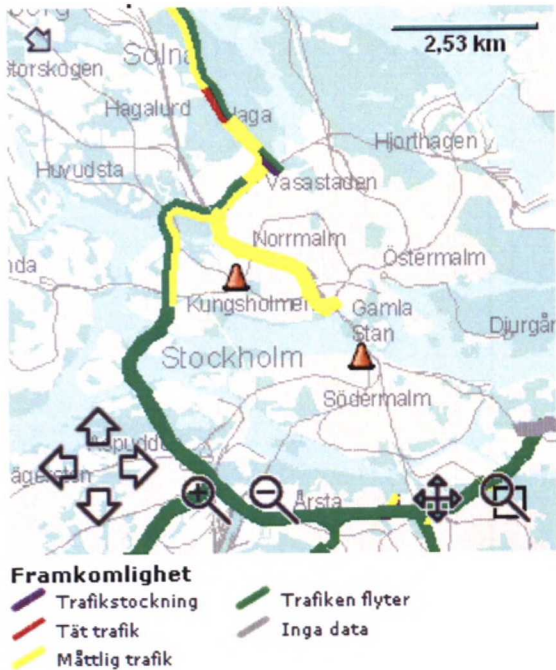 2,53 km
Solna
Storskogen
Hagalund
Haga
Hjorthagen
Huvudsta
Vasastaden
Norrmalm
Östermalm
Kungsholmen
Gamla
Stan
Djurgår
Stockholm
Södermalm
Årsta
Framkomlighet
Trafikstockning
Trafiken flyter
Tät trafik
Inga data
Måttlig trafik